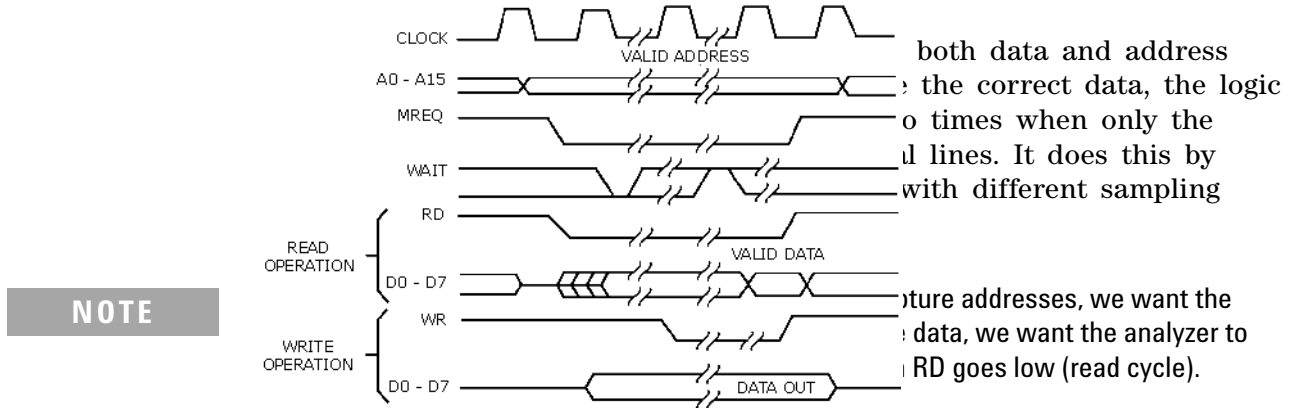 CLOCK
VALID ADDRESS
both data and address
A0 - A15
the correct data, the logic
MREQ
times when only the
WAIT
lines. It does this by
with different sampling
RD
READ
OPERATION
VALID DATA
D0 - D7
NOTE
addresses, we want the
WR
data, we want the analyzer to
WRITE
OPERATION
RD goes low (read cycle).
D0 - D7
DATA OUT